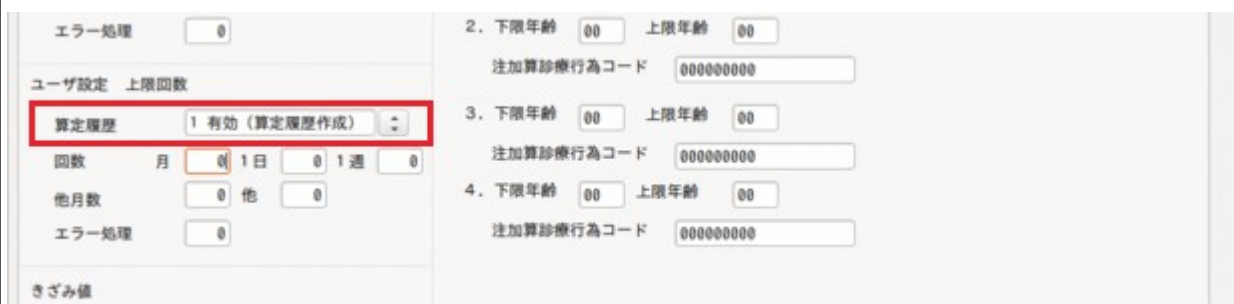 エラー処理 0
ユーザ設定 上限回数
算定履歴 1 有効（算定履歴作成）
回数 月 0 1日 0 1週 0
他月数 0 他 0
エラー処理 0
きざみ値
2. 下限年齢 00 上限年齢 00
注加算診療行為コード 000000000
3. 下限年齢 00 上限年齢 00
注加算診療行為コード 000000000
4. 下限年齢 00 上限年齢 00
注加算診療行為コード 000000000